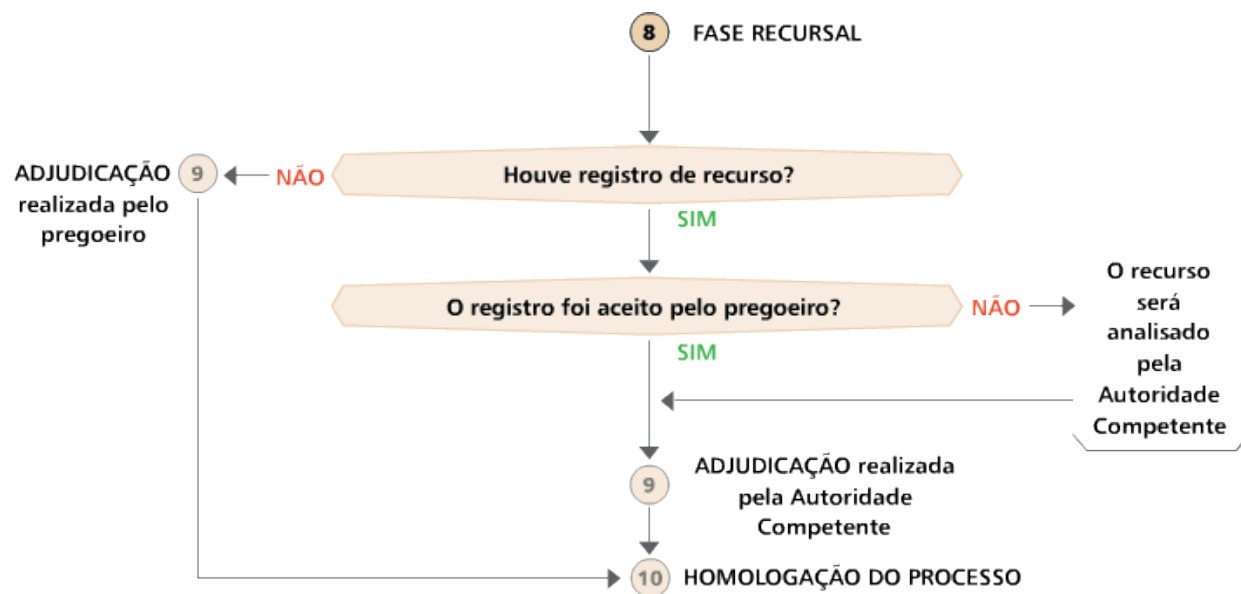 8 FASE RECURSAL
Houve registro de recurso?
NÃO
9
ADJUDICAÇÃO
realizada pelo
pregoeiro
SIM
O registro foi aceito pelo pregoeiro?
NÃO
O recurso
será
analisado
pela
Autoridade
Competente
SIM
9
ADJUDICAÇÃO realizada
pela Autoridade
Competente
10 HOMOLOGAÇÃO DO PROCESSO